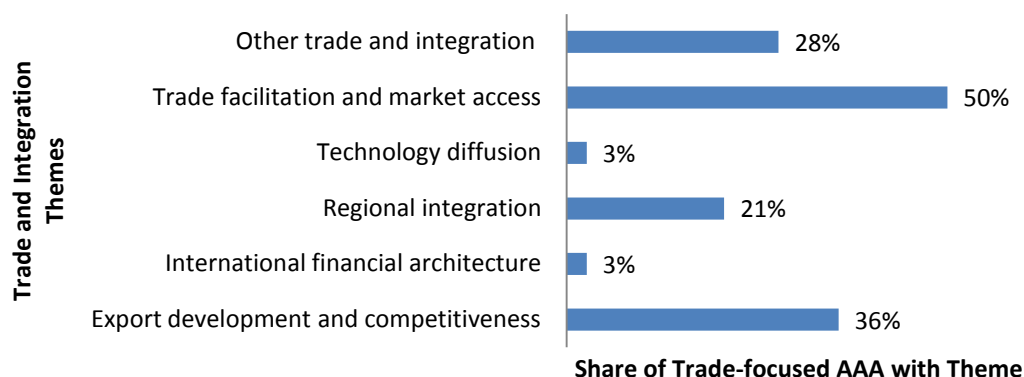 Trade and Integration
Themes
Other trade and integration 28%
Trade facilitation and market access 50%
Technology diffusion 3%
Regional integration 21%
International financial architecture 3%
Export development and competitiveness 36%
Share of Trade-focused AAA with Theme